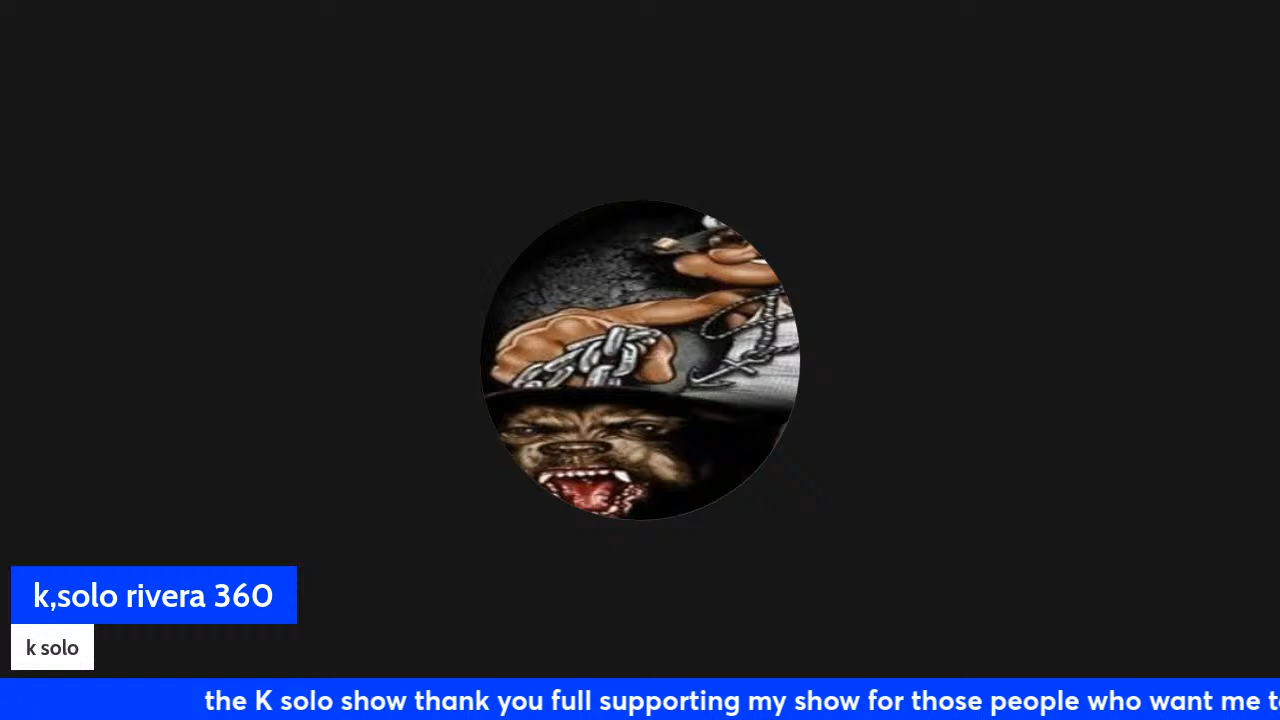 k,solo rivera 360
k solo
the K solo show thank you full supporting my show for those people who want me